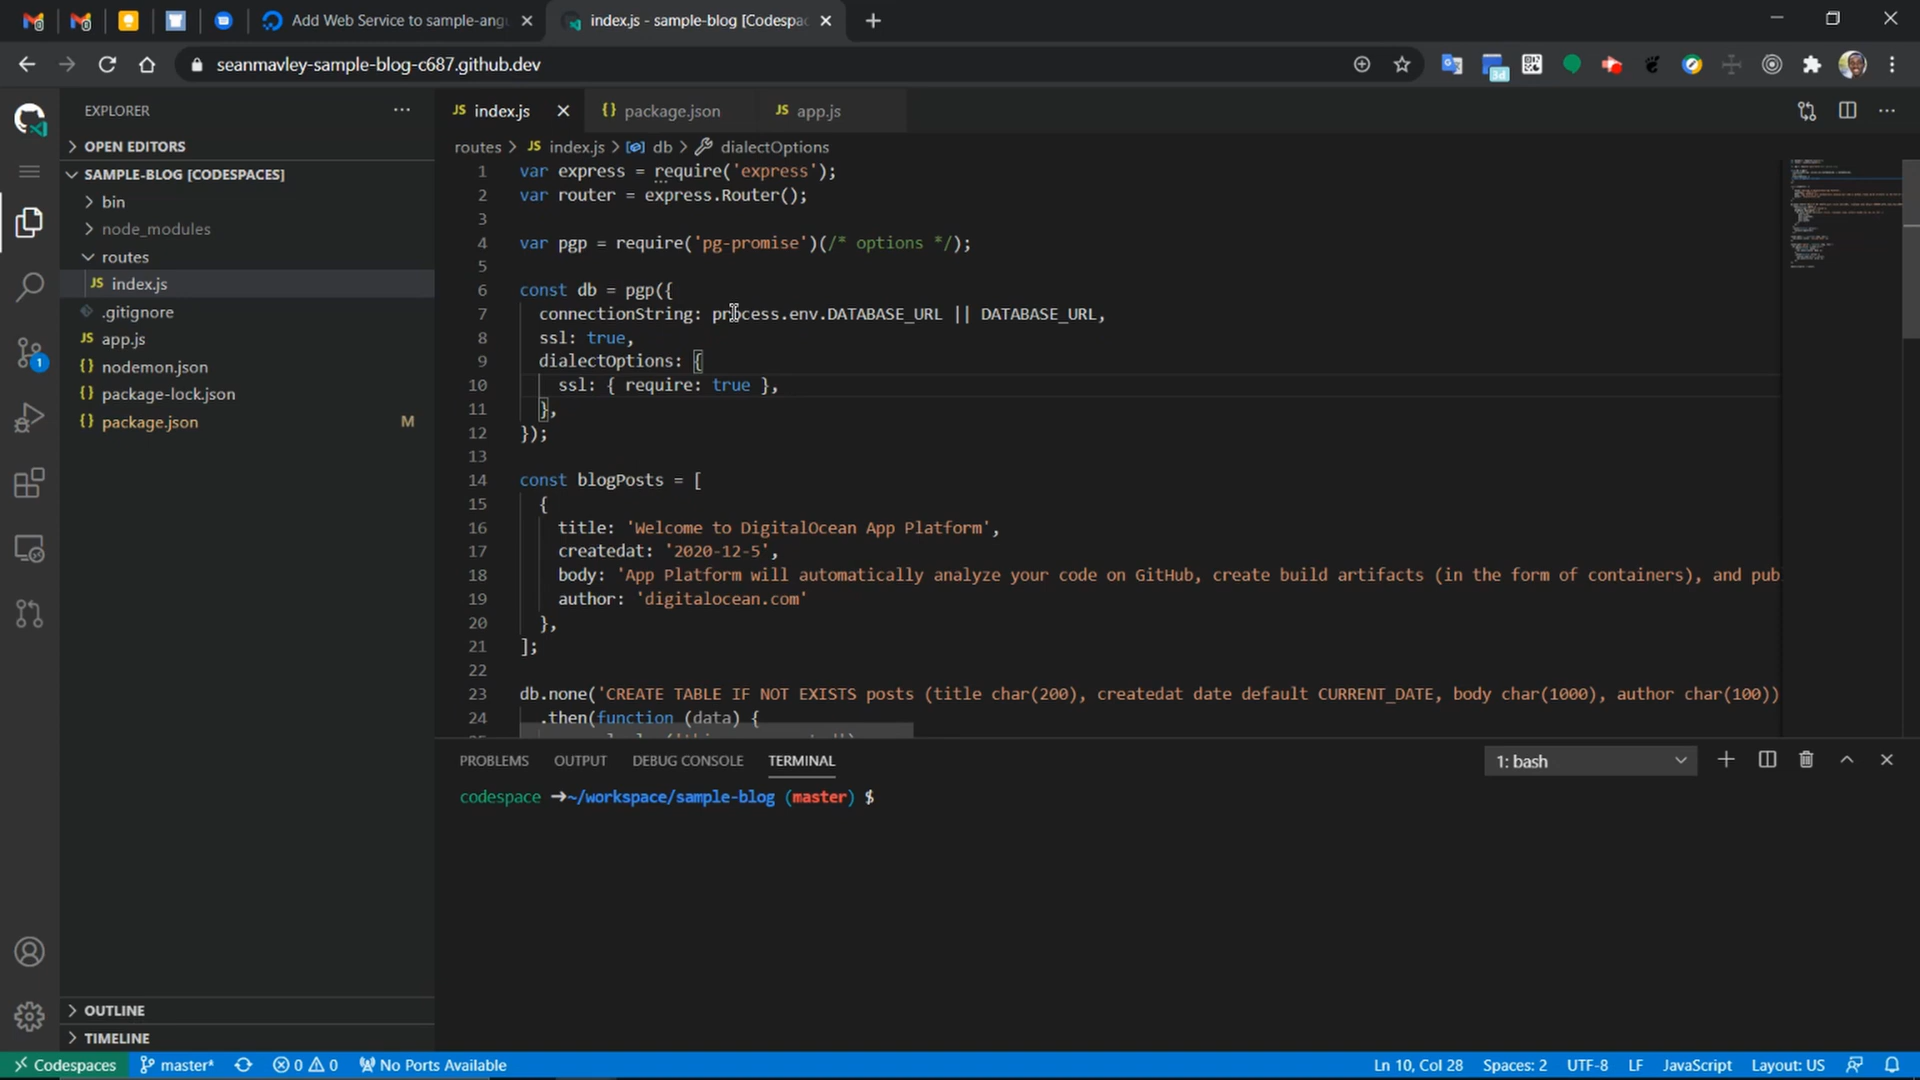 Add Web Service to sample-angu
index.js - sample-blog [Codespac
seanmavley-sample-blog-c687.github.dev
3d
EXPLORER
OPEN EDITORS
SAMPLE-BLOG [CODESPACES]
bin
node_modules
routes
JS index.js
.gitignore
JS app.js
{} nodemon.json
{} package-lock.json
{} package.json M
1
OUTLINE
TIMELINE
JS index.js
{} package.json
JS app.js
routes > JS index.js > db > dialectOptions
1 var express = require('express');
2 var router = express.Router();
3
4 var pgp = require('pg-promise')(/* options */);
5
6 const db = pgp({
7 connectionString: process.env.DATABASE_URL || DATABASE_URL,
8 ssl: true,
9 dialectOptions: {
10 ssl: { require: true },
11 },
12 });
13
14 const blogPosts = [
15 {
16 title: 'Welcome to DigitalOcean App Platform',
17 createdat: '2020-12-5',
18 body: 'App Platform will automatically analyze your code on GitHub, create build artifacts (in the form of containers), and pub
19 author: 'digitalocean.com'
20 },
21 ];
22
23 db.none('CREATE TABLE IF NOT EXISTS posts (title char(200), createdat date default CURRENT_DATE, body char(1000), author char(100))
24 .then(function (data) {
PROBLEMS OUTPUT DEBUG CONSOLE TERMINAL
1: bash
codespace ➜~/workspace/sample-blog (master) $
Codespaces master* 0 0 No Ports Available
Ln 10, Col 28 Spaces: 2 UTF-8 LF JavaScript Layout: US